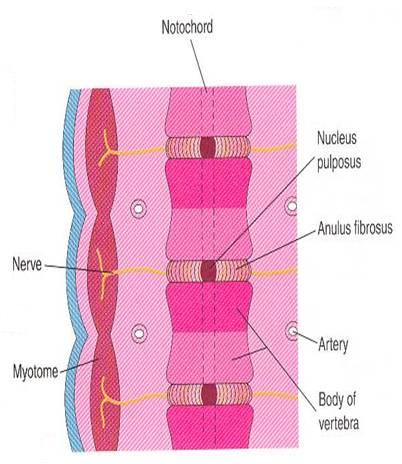 Notochord
Nucleus
pulposus
Anulus fibrosus
Nerve
Artery
Myotome
Body of
vertebra